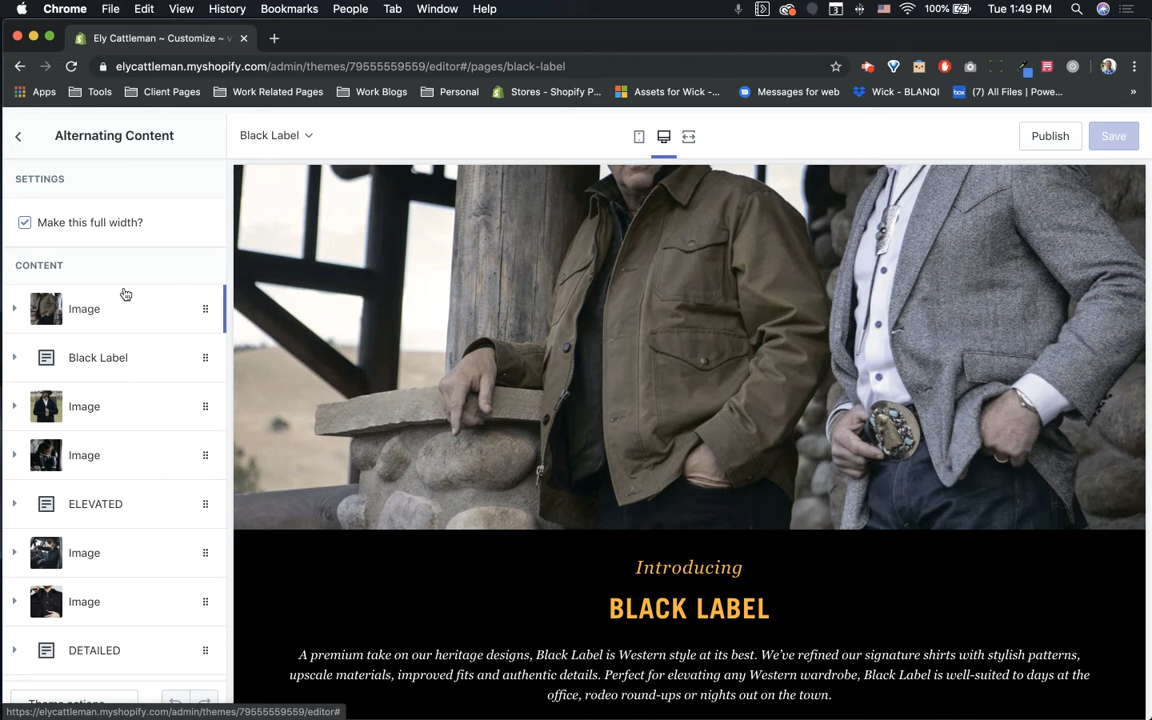 Chrome File Edit View History Bookmarks People Tab Window Help 3 100% Tue 1:49 PM
Ely Cattleman ~ Customize ~
elycattleman.myshopify.com/admin/themes/79555559559/editor#/pages/black-label
Apps Tools Client Pages Work Related Pages Work Blogs Personal Stores - Shopify P... Assets for Wick -... Messages for web Wick - BLANQI box (7) All Files | Powe... »
Alternating Content Black Label Publish Save
SETTINGS
Make this full width?
CONTENT
Image
Black Label
Image
Image
ELEVATED
Image
Image
DETAILED
Introducing
BLACK LABEL
A premium take on our heritage designs, Black Label is Western style at its best. We've refined our signature shirts with stylish patterns,
upscale materials, improved fits and authentic details. Perfect for elevating any Western wardrobe, Black Label is well-suited to days at the
office, rodeo round-ups or nights out on the town.
Theme actions
https://elycattleman.myshopify.com/admin/themes/79555559559/editor#